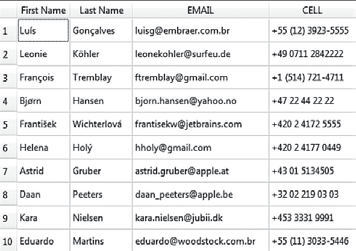 First Name Last Name EMAIL CELL
1 Luís Gonçalves luisg@embraer.com.br +55 (12) 3923-5555
2 Leonie Köhler leonekohler@surfeu.de +49 0711 2842222
3 François Tremblay ftremblay@gmail.com +1 (514) 721-4711
4 Bjørn Hansen bjorn.hansen@yahoo.no +47 22 44 22 22
5 František Wichterlová frantisekw@jetbrains.com +420 2 4172 5555
6 Helena Holý hholy@gmail.com +420 2 4177 0449
7 Astrid Gruber astrid.gruber@apple.at +43 01 5134505
8 Daan Peeters daan_peeters@apple.be +32 02 219 03 03
9 Kara Nielsen kara.nielsen@jubii.dk +453 3331 9991
10 Eduardo Martins eduardo@woodstock.com.br +55 (11) 3033-5446